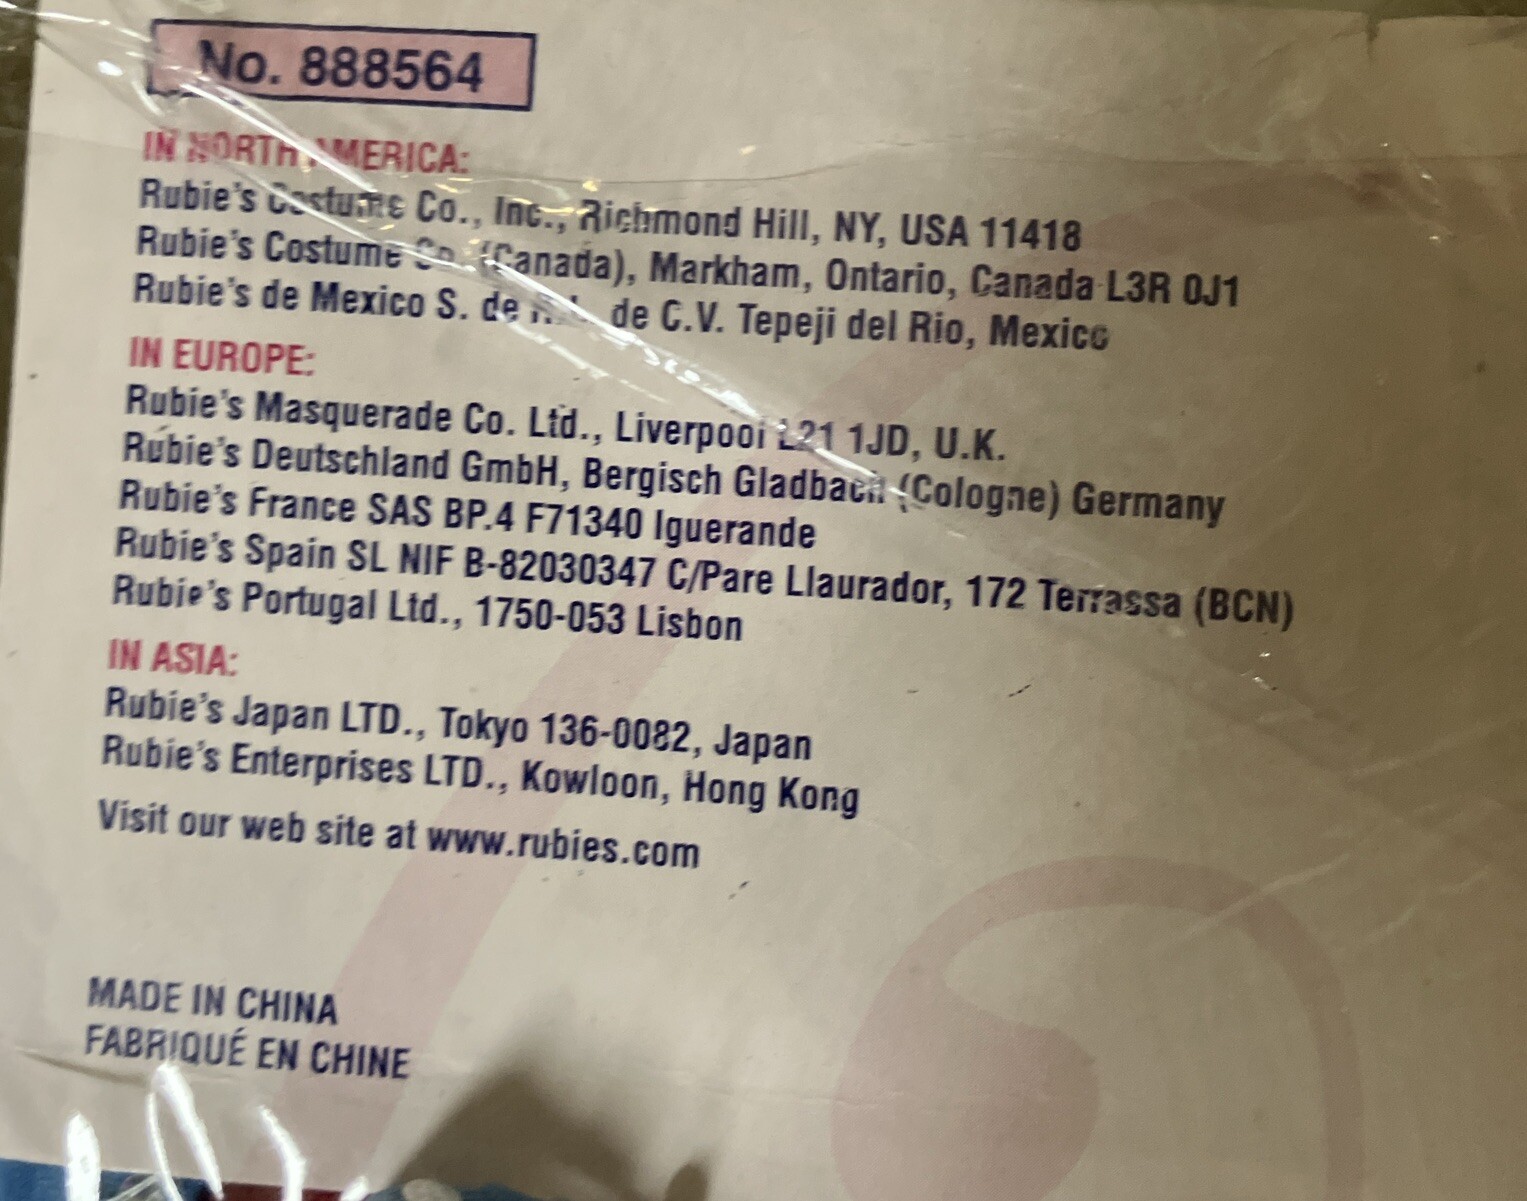 No. 888564
IN NORTH AMERICA:
Rubie's Costume Co., Inc., Richmond Hill, NY, USA 11418
Rubie's Costume Co. (Canada), Markham, Ontario, Canada L3R 0J1
Rubie's de Mexico S. de de C.V. Tepeji del Rio, Mexico
IN EUROPE:
Rubie's Masquerade Co. Ltd., Liverpool L21 1JD, U.K.
Rubie's Deutschland GmbH, Bergisch Gladbach (Cologne) Germany
Rubie's France SAS BP.4 F71340 Iguerande
Rubie's Spain SL NIF B-82030347 C/Pare Llaurador, 172 Terrassa (BCN)
Rubie's Portugal Ltd., 1750-053 Lisbon
IN ASIA:
Rubie's Japan LTD., Tokyo 136-0082, Japan
Rubie's Enterprises LTD., Kowloon, Hong Kong
Visit our web site at www.rubies.com
MADE IN CHINA
FABRIQUÉ EN CHINE